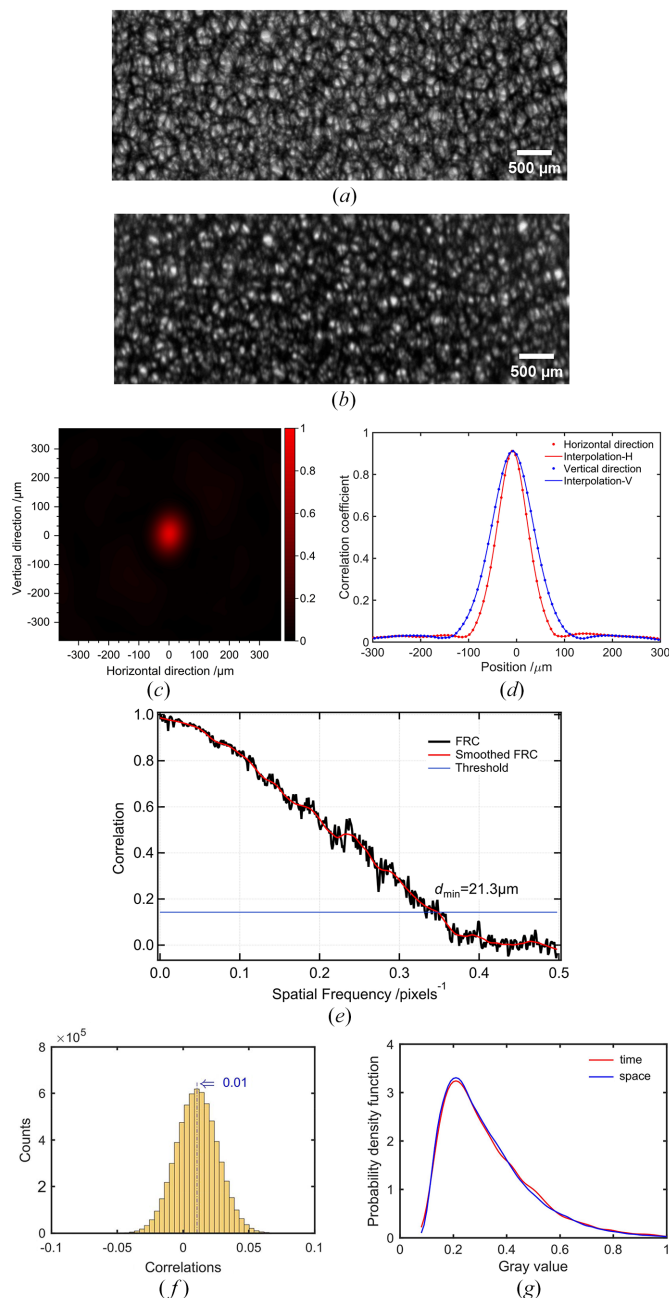 500 µm
(a)
500 µm
(b)
300
200
100
0
-100
-200
-300
Vertical direction /µm
-300 -200 -100 0 100 200 300
Horizontal direction /µm
1
0.8
0.6
0.4
0.2
0
(c)
1
0.8
0.6
0.4
0.2
0
Correlation coefficient
Horizontal direction
Interpolation-H
Vertical direction
Interpolation-V
-300 -200 -100 0 100 200 300
Position /µm
(d)
1.0
0.8
0.6
0.4
0.2
0.0
Correlation
FRC
Smoothed FRC
Threshold
dmin=21.3µm
0.0 0.1 0.2 0.3 0.4 0.5
Spatial Frequency /pixels-1
(e)
×10^5
8
6
4
2
0
Counts
⇐ 0.01
-0.1 -0.05 0 0.05 0.1
Correlations
(f)
4
3
2
1
0
Probability density function
time
space
0 0.2 0.4 0.6 0.8 1
Gray value
(g)